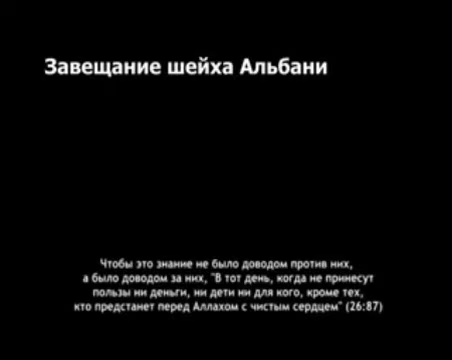 Завещание шейха Альбани
Чтобы это знание не было доводом против них,
а было доводом за них, "В тот день, когда не принесут
пользы ни деньги, ни дети ни для кого, кроме тех,
кто предстанет перед Аллахом с чистым сердцем" (26:87)